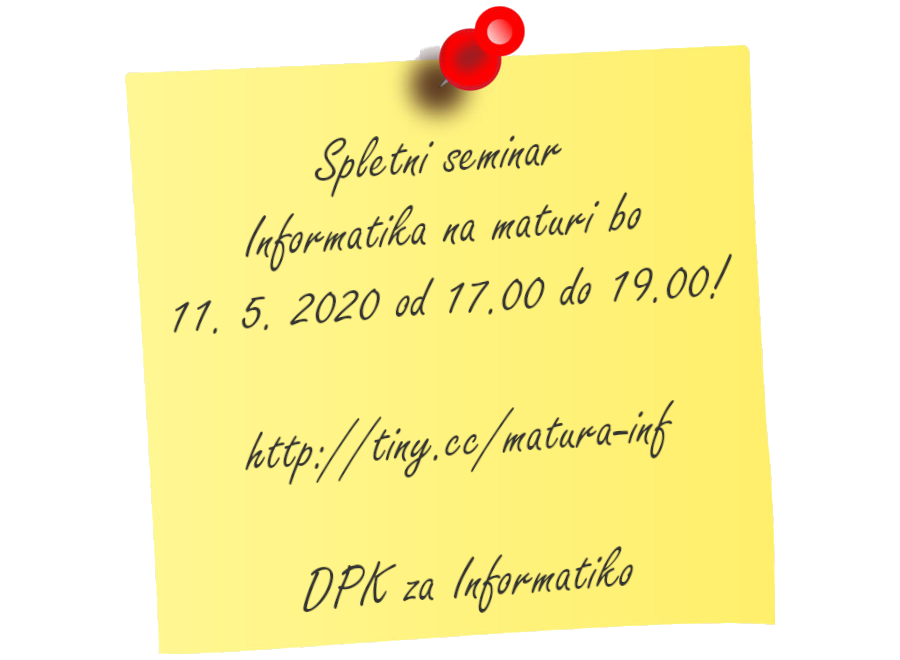 Spletni seminar
Informatika na maturi bo
11. 5. 2020 od 17.00 do 19.00!
http://tiny.cc/matura-inf
DPK za Informatiko